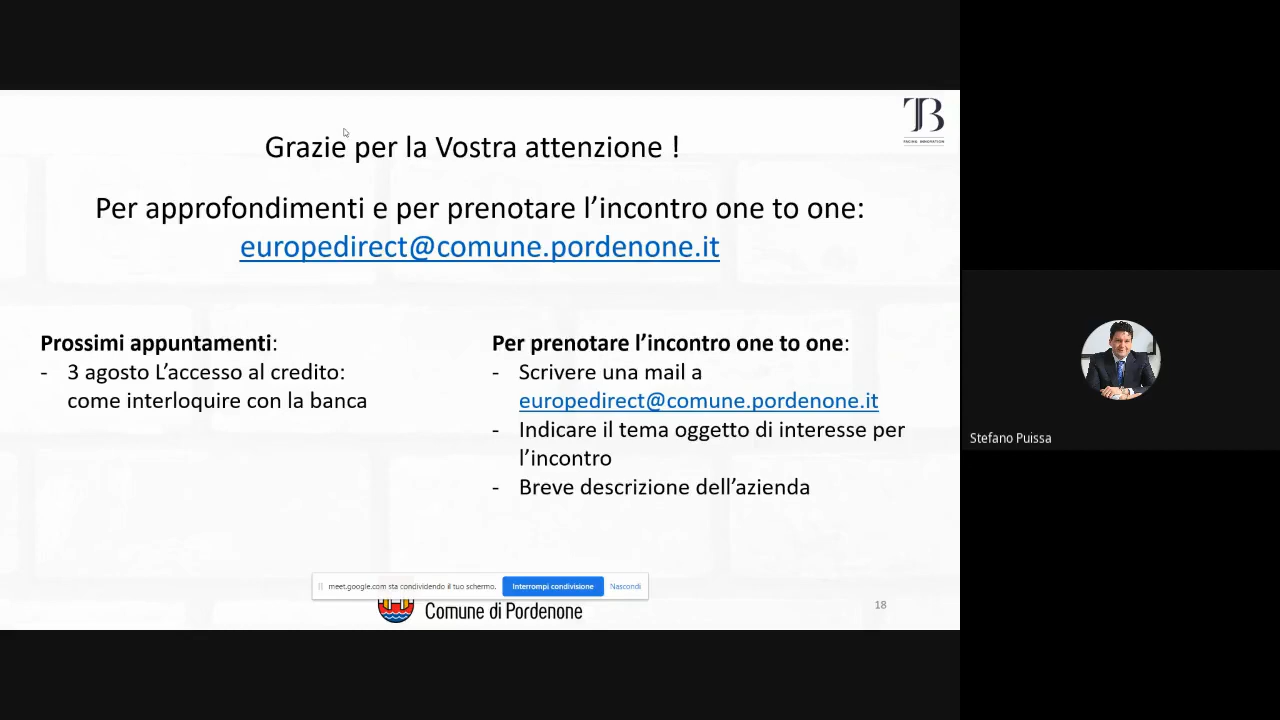 TB
FACING INNOVATION
Grazie per la Vostra attenzione !
Per approfondimenti e per prenotare l’incontro one to one:
europedirect@comune.pordenone.it
Prossimi appuntamenti:
- 3 agosto L’accesso al credito:
come interloquire con la banca
Per prenotare l’incontro one to one:
- Scrivere una mail a
europedirect@comune.pordenone.it
- Indicare il tema oggetto di interesse per
l’incontro
- Breve descrizione dell’azienda
meet.google.com sta condividendo il tuo schermo. Interrompi condivisione Nascondi
Comune di Pordenone
18
Stefano Puissa